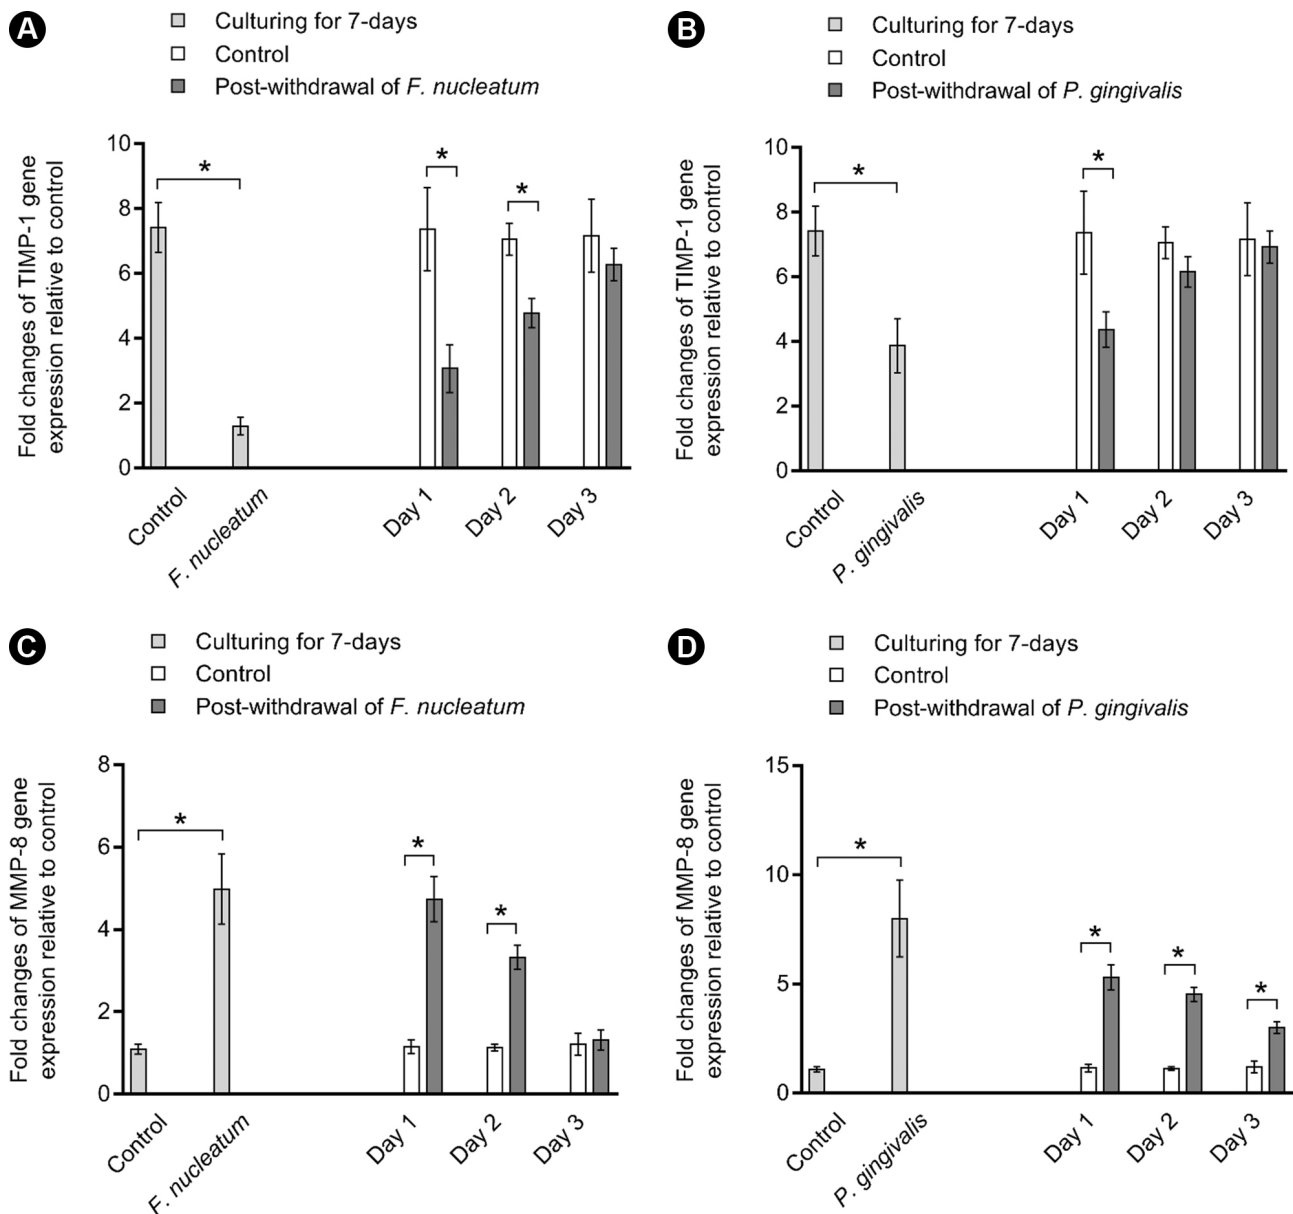 A
Culturing for 7-days
Control
Post-withdrawal of F. nucleatum
Fold changes of TIMP-1 gene
expression relative to control
10
8
6
4
2
0
*
*
*
Control
F. nucleatum
Day 1
Day 2
Day 3
B
Culturing for 7-days
Control
Post-withdrawal of P. gingivalis
Fold changes of TIMP-1 gene
expression relative to control
10
8
6
4
2
0
*
*
Control
P. gingivalis
Day 1
Day 2
Day 3
C
Culturing for 7-days
Control
Post-withdrawal of F. nucleatum
Fold changes of MMP-8 gene
expression relative to control
8
6
4
2
0
*
*
*
Control
F. nucleatum
Day 1
Day 2
Day 3
D
Culturing for 7-days
Control
Post-withdrawal of P. gingivalis
Fold changes of MMP-8 gene
expression relative to control
15
10
5
0
*
*
*
*
Control
P. gingivalis
Day 1
Day 2
Day 3